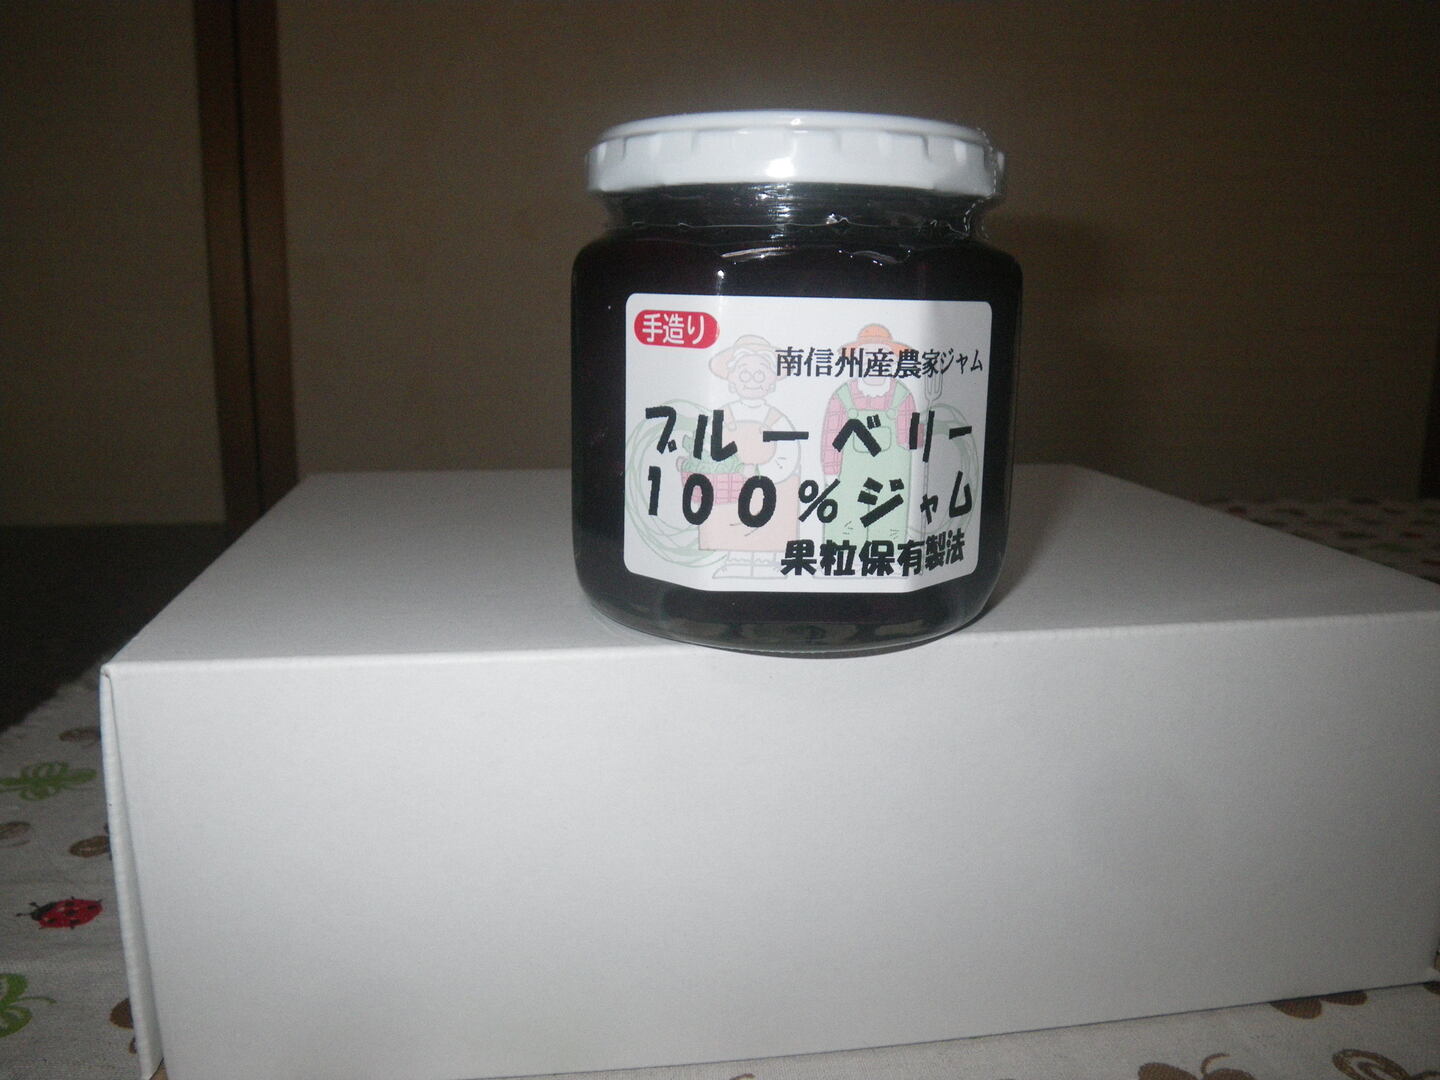 手造り
南信州産農家ジャム
ブルーベリー
100%ジャム
果粒保有製法